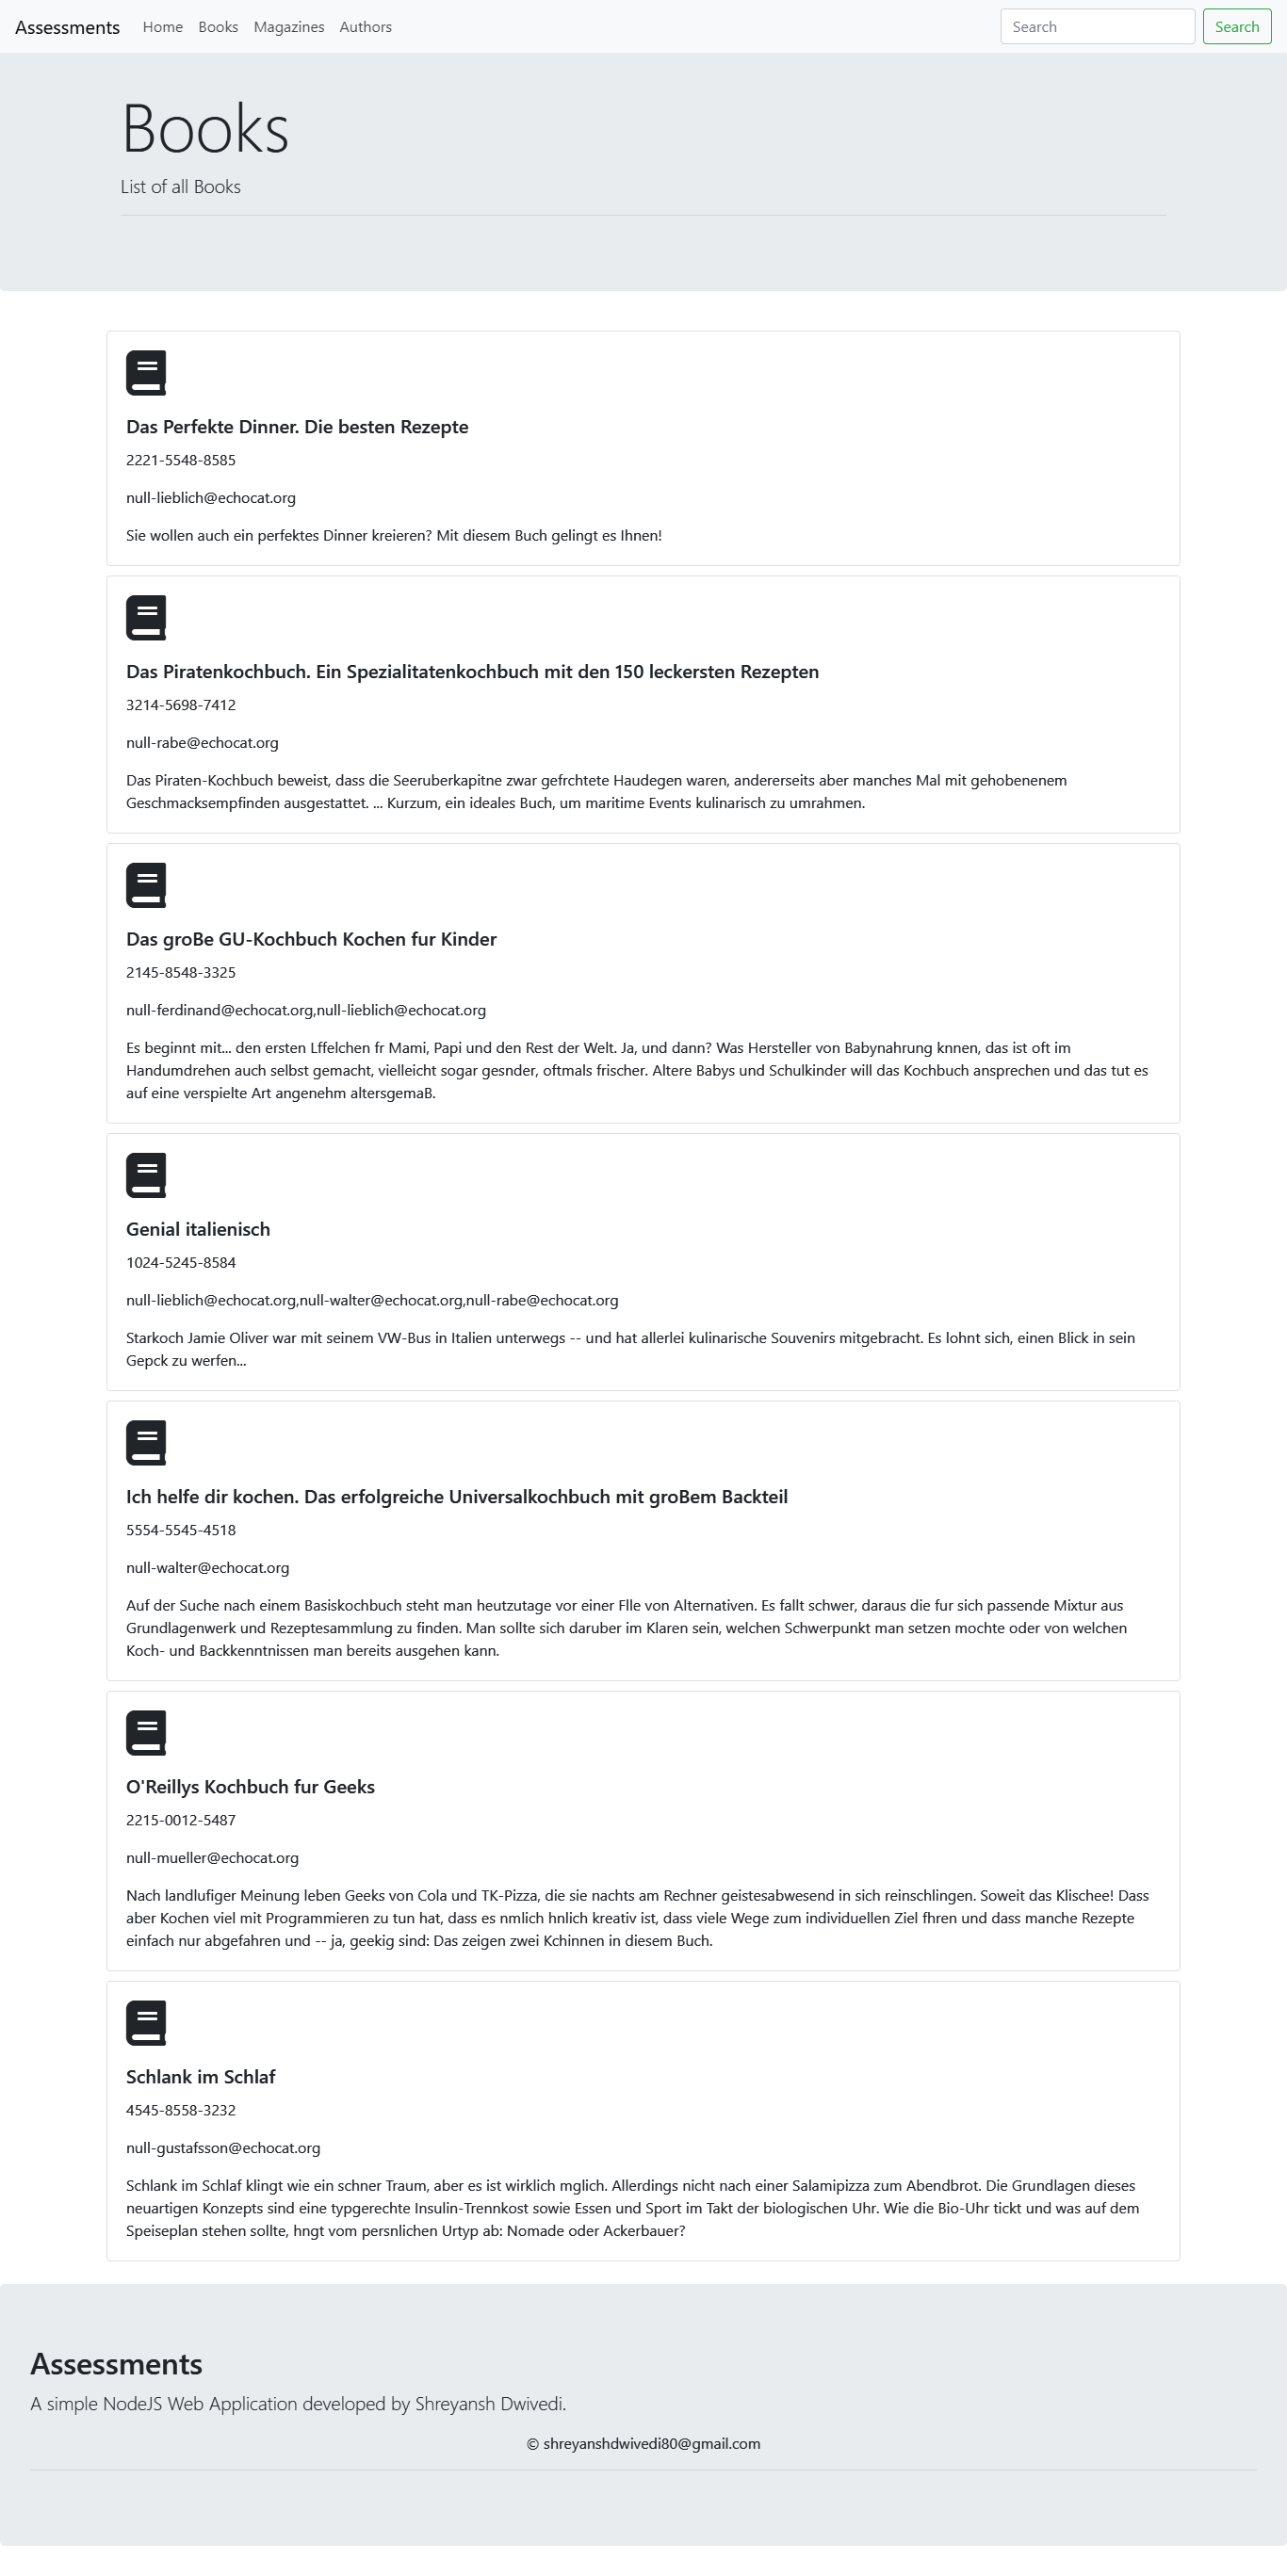 Assessments Home Books Magazines Authors Search Search
Books
List of all Books
Das Perfekte Dinner. Die besten Rezepte
2221-5548-8585
null-lieblich@echocat.org
Sie wollen auch ein perfektes Dinner kreieren? Mit diesem Buch gelingt es Ihnen!
Das Piratenkochbuch. Ein Spezialitatenkochbuch mit den 150 leckersten Rezepten
3214-5698-7412
null-rabe@echocat.org
Das Piraten-Kochbuch beweist, dass die Seeruberkapitne zwar gefrchtete Haudegen waren, andererseits aber manches Mal mit gehobenenem
Geschmacksempfinden ausgestattet. ... Kurzum, ein ideales Buch, um maritime Events kulinarisch zu umrahmen.
Das groBe GU-Kochbuch Kochen fur Kinder
2145-8548-3325
null-ferdinand@echocat.org,null-lieblich@echocat.org
Es beginnt mit... den ersten Lffelchen fr Mami, Papi und den Rest der Welt. Ja, und dann? Was Hersteller von Babynahrung knnen, das ist oft im
Handumdrehen auch selbst gemacht, vielleicht sogar gesnder, oftmals frischer. Altere Babys und Schulkinder will das Kochbuch ansprechen und das tut es
auf eine verspielte Art angenehm altersgemaB.
Genial italienisch
1024-5245-8584
null-lieblich@echocat.org,null-walter@echocat.org,null-rabe@echocat.org
Starkoch Jamie Oliver war mit seinem VW-Bus in Italien unterwegs -- und hat allerlei kulinarische Souvenirs mitgebracht. Es lohnt sich, einen Blick in sein
Gepck zu werfen...
Ich helfe dir kochen. Das erfolgreiche Universalkochbuch mit groBem Backteil
5554-5545-4518
null-walter@echocat.org
Auf der Suche nach einem Basiskochbuch steht man heutzutage vor einer Flle von Alternativen. Es fallt schwer, daraus die fur sich passende Mixtur aus
Grundlagenwerk und Rezeptesammlung zu finden. Man sollte sich daruber im Klaren sein, welchen Schwerpunkt man setzen mochte oder von welchen
Koch- und Backkenntnissen man bereits ausgehen kann.
O'Reillys Kochbuch fur Geeks
2215-0012-5487
null-mueller@echocat.org
Nach landlufiger Meinung leben Geeks von Cola und TK-Pizza, die sie nachts am Rechner geistesabwesend in sich reinschlingen. Soweit das Klischee! Dass
aber Kochen viel mit Programmieren zu tun hat, dass es nmlich hnlich kreativ ist, dass viele Wege zum individuellen Ziel fhren und dass manche Rezepte
einfach nur abgefahren und -- ja, geekig sind: Das zeigen zwei Kchinnen in diesem Buch.
Schlank im Schlaf
4545-8558-3232
null-gustafsson@echocat.org
Schlank im Schlaf klingt wie ein schner Traum, aber es ist wirklich mglich. Allerdings nicht nach einer Salamipizza zum Abendbrot. Die Grundlagen dieses
neuartigen Konzepts sind eine typgerechte Insulin-Trennkost sowie Essen und Sport im Takt der biologischen Uhr. Wie die Bio-Uhr tickt und was auf dem
Speiseplan stehen sollte, hngt vom persnlichen Urtyp ab: Nomade oder Ackerbauer?
Assessments
A simple NodeJS Web Application developed by Shreyansh Dwivedi.
© shreyanshdwivedi80@gmail.com